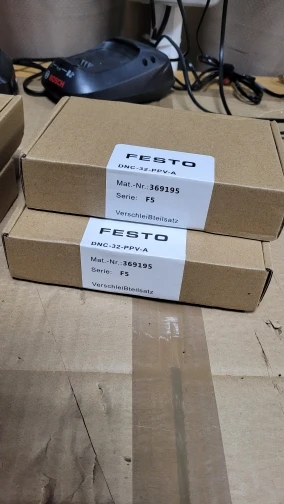 BOSCH
FESTO
DNC-32-PPV-A
Mat.-Nr.:369195
Serie: F5
Verschleißteilsatz
FESTO
DNC-32-PPV-A
Mat.-Nr.:369195
Serie: F5
Verschleißteilsatz